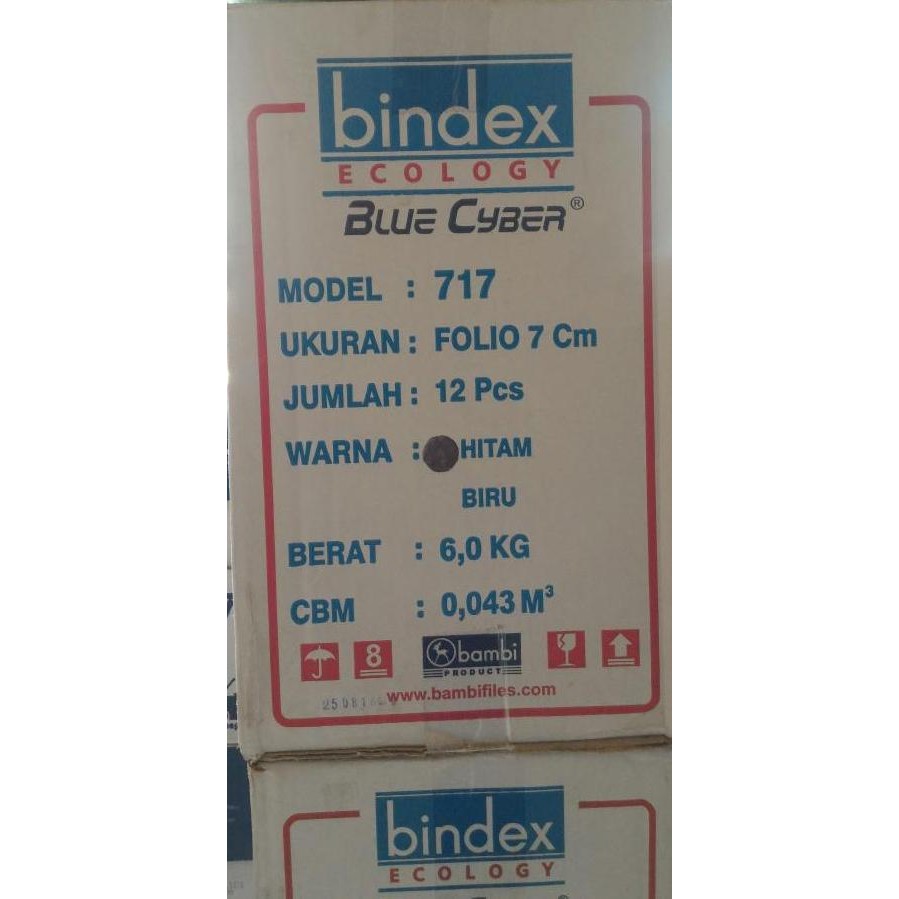 bindex
ECOLOGY
BLUE CYBER®
MODEL : 717
UKURAN : FOLIO 7 Cm
JUMLAH : 12 Pcs
WARNA : HITAM
BIRU
BERAT : 6,0 KG
CBM : 0,043 M³
8
bambi
PRODUCT
www.bambifiles.com
bindex
ECOLOGY